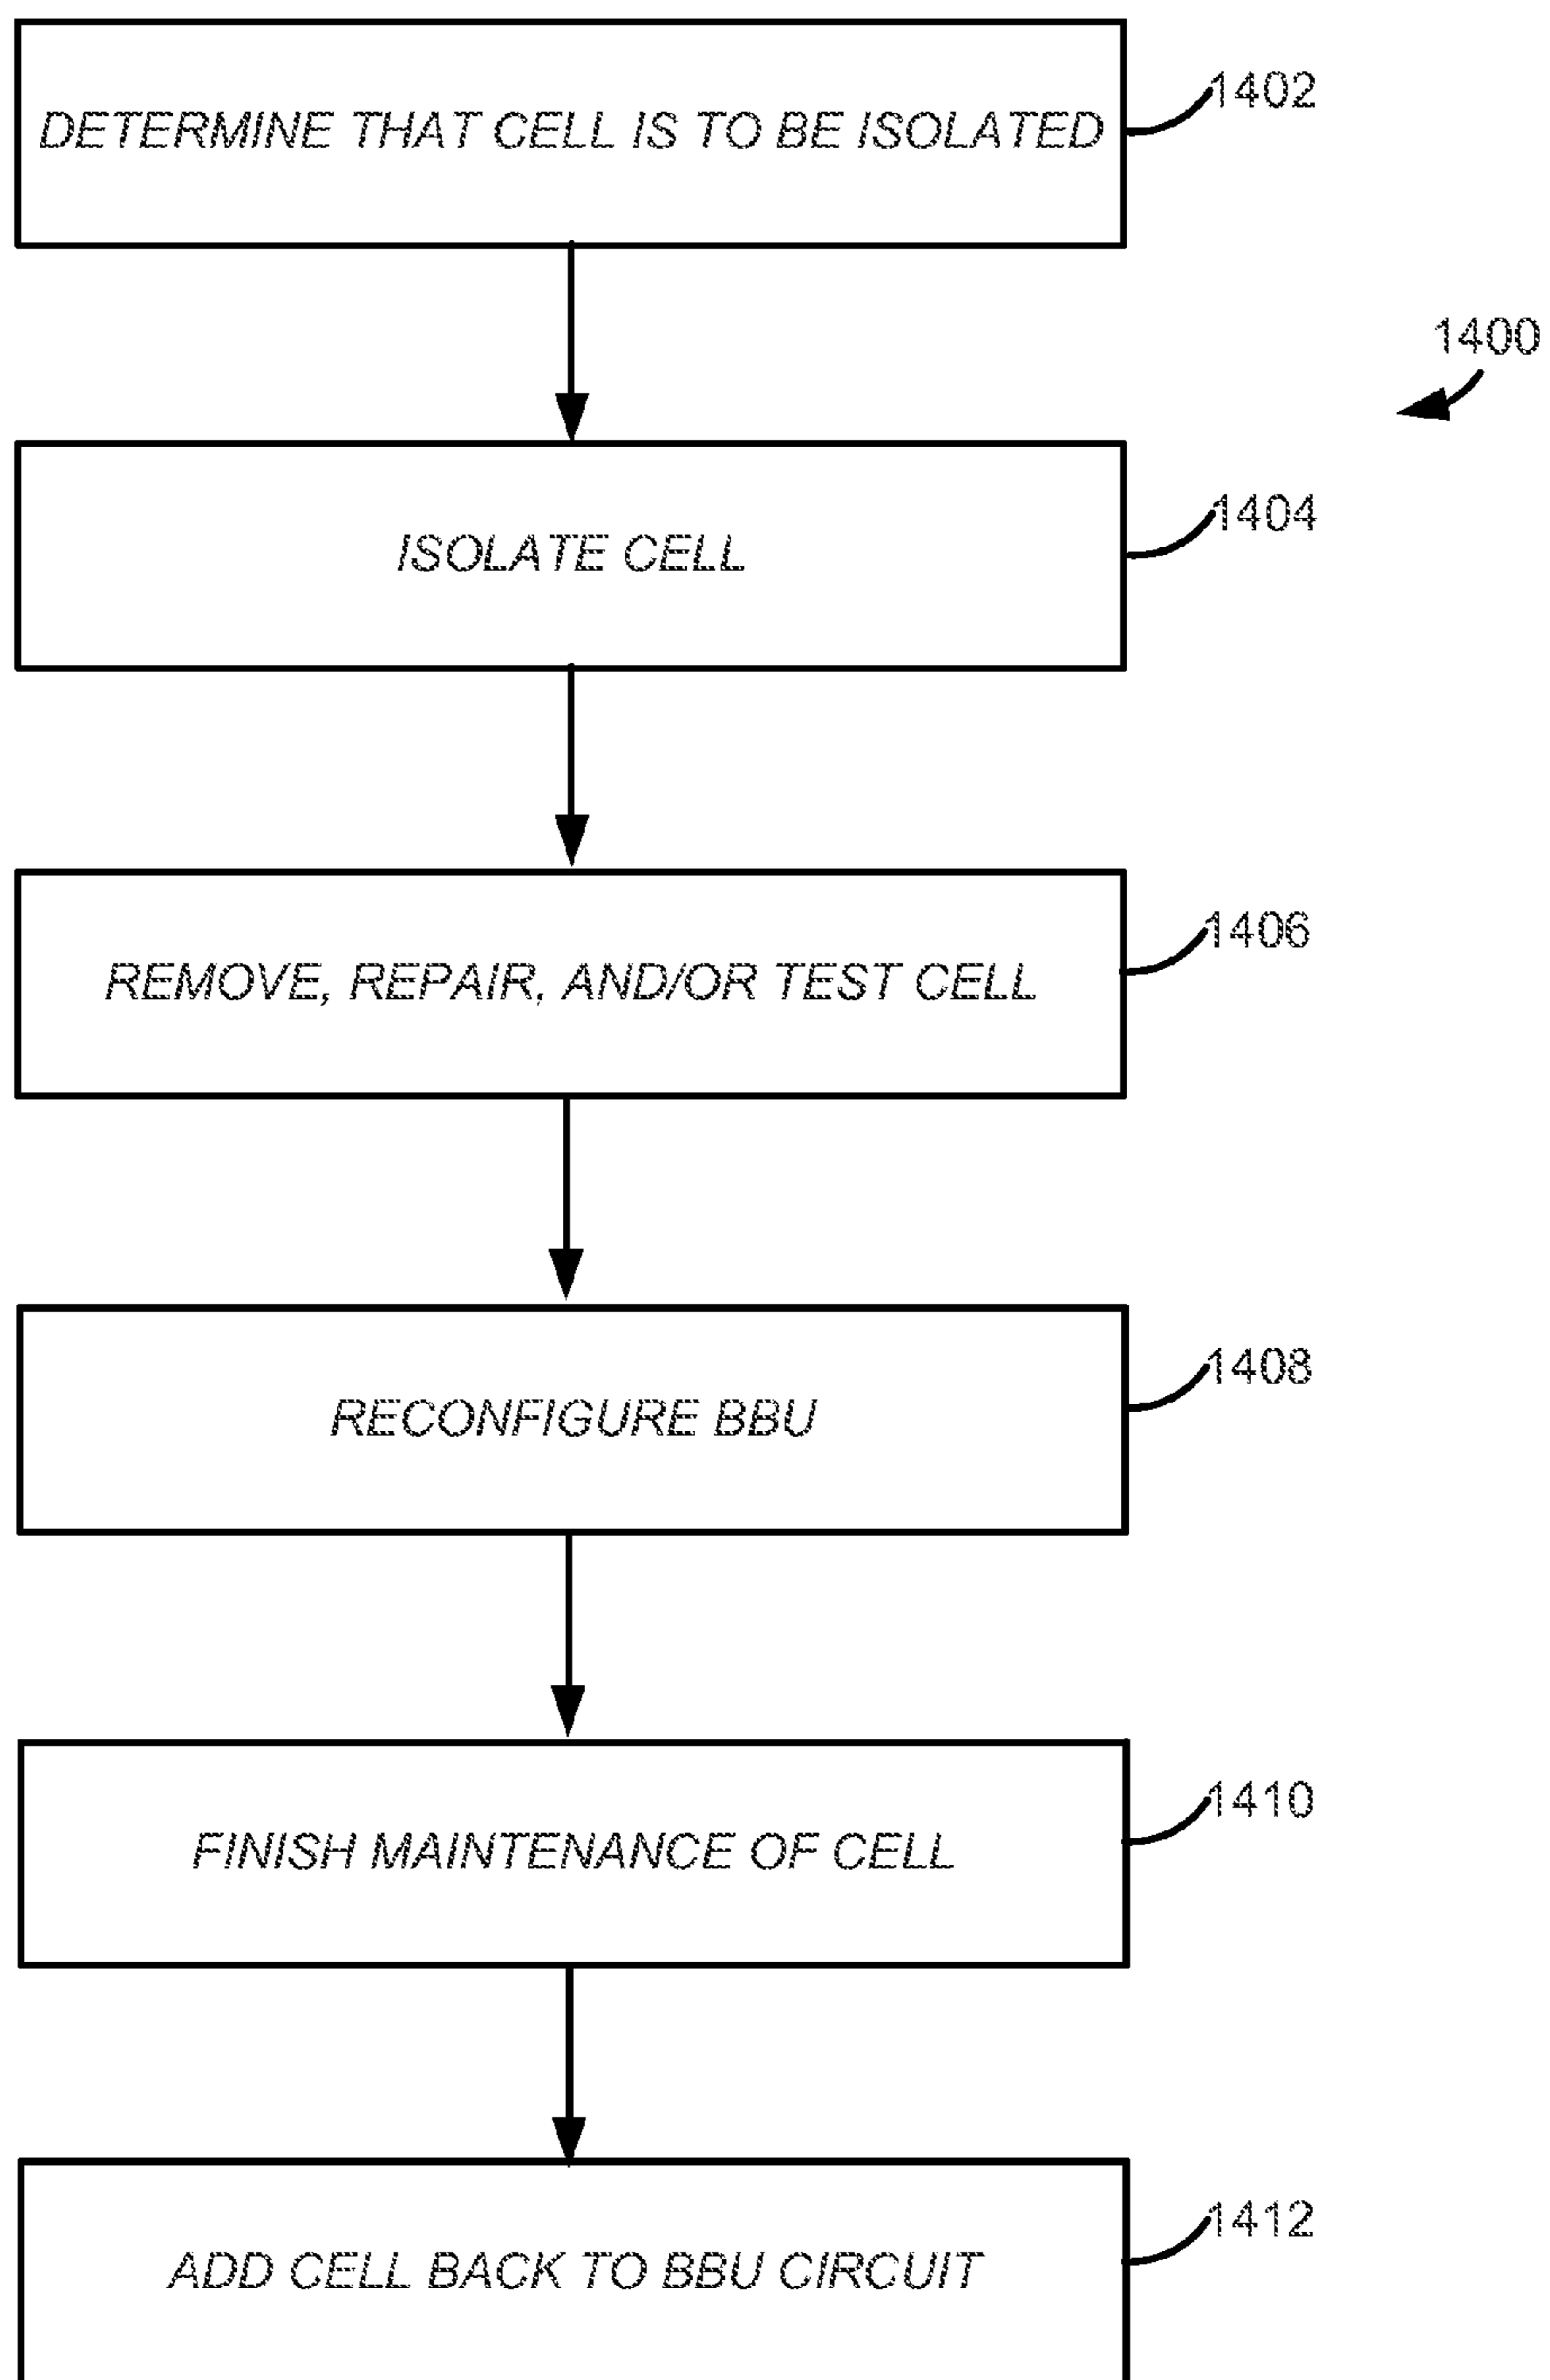 DETERMINE THAT CELL IS TO BE ISOLATED
1402
1400
ISOLATE CELL
1404
REMOVE, REPAIR, AND/OR TEST CELL
1406
RECONFIGURE BBU
1408
FINISH MAINTENANCE OF CELL
1410
ADD CELL BACK TO BBU CIRCUIT
1412